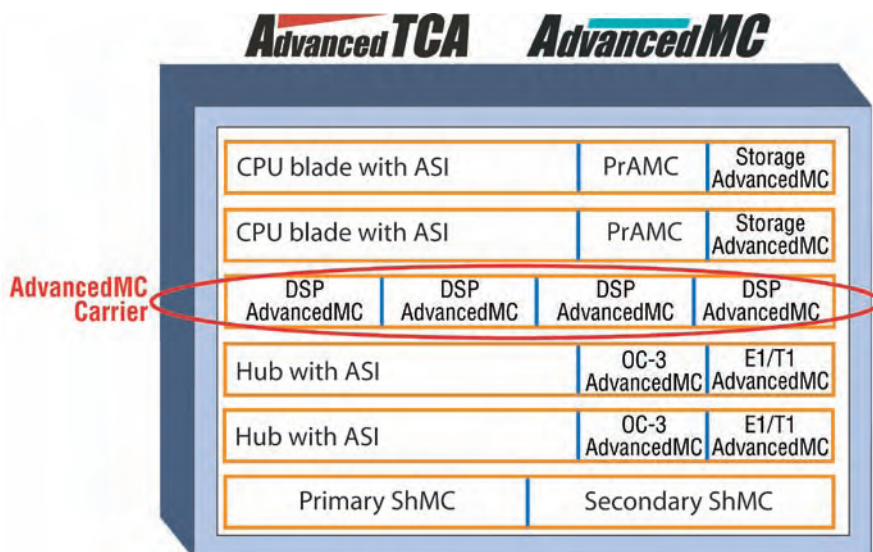 AdvancedTCA AdvancedMC
CPU blade with ASI
PrAMC
Storage
AdvancedMC
CPU blade with ASI
PrAMC
Storage
AdvancedMC
AdvancedMC
Carrier
DSP
AdvancedMC
DSP
AdvancedMC
DSP
AdvancedMC
DSP
AdvancedMC
Hub with ASI
OC-3
AdvancedMC
E1/T1
AdvancedMC
Hub with ASI
OC-3
AdvancedMC
E1/T1
AdvancedMC
Primary ShMC
Secondary ShMC